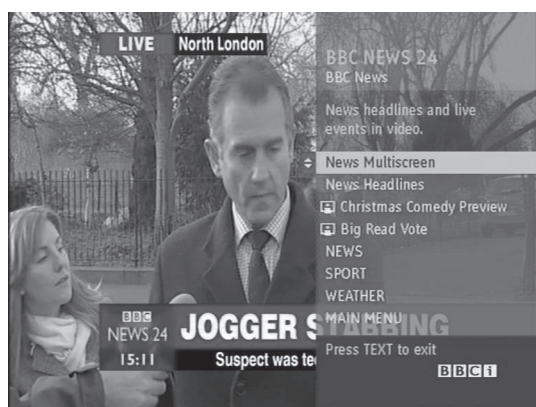 LIVE North London
BBC NEWS 24
BBC News
News headlines and live
events in video.
News Multiscreen
News Headlines
Christmas Comedy Preview
Big Read Vote
NEWS
SPORT
WEATHER
MAIN MENU
Press TEXT to exit
BBCi
BBC
NEWS 24
15:11
JOGGER STABBING
Suspect was